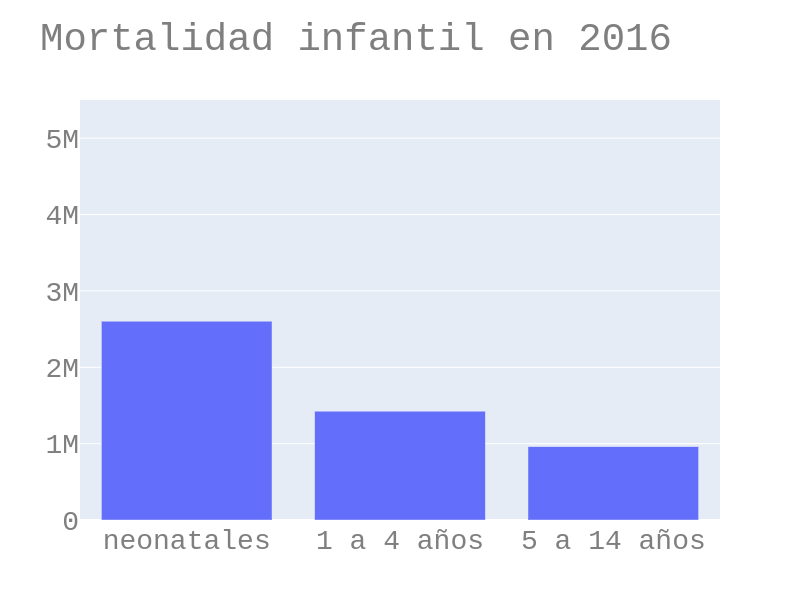 Mortalidad infantil en 2016
5M
4M
3M
2M
1M
0
neonatales
1 a 4 años
5 a 14 años